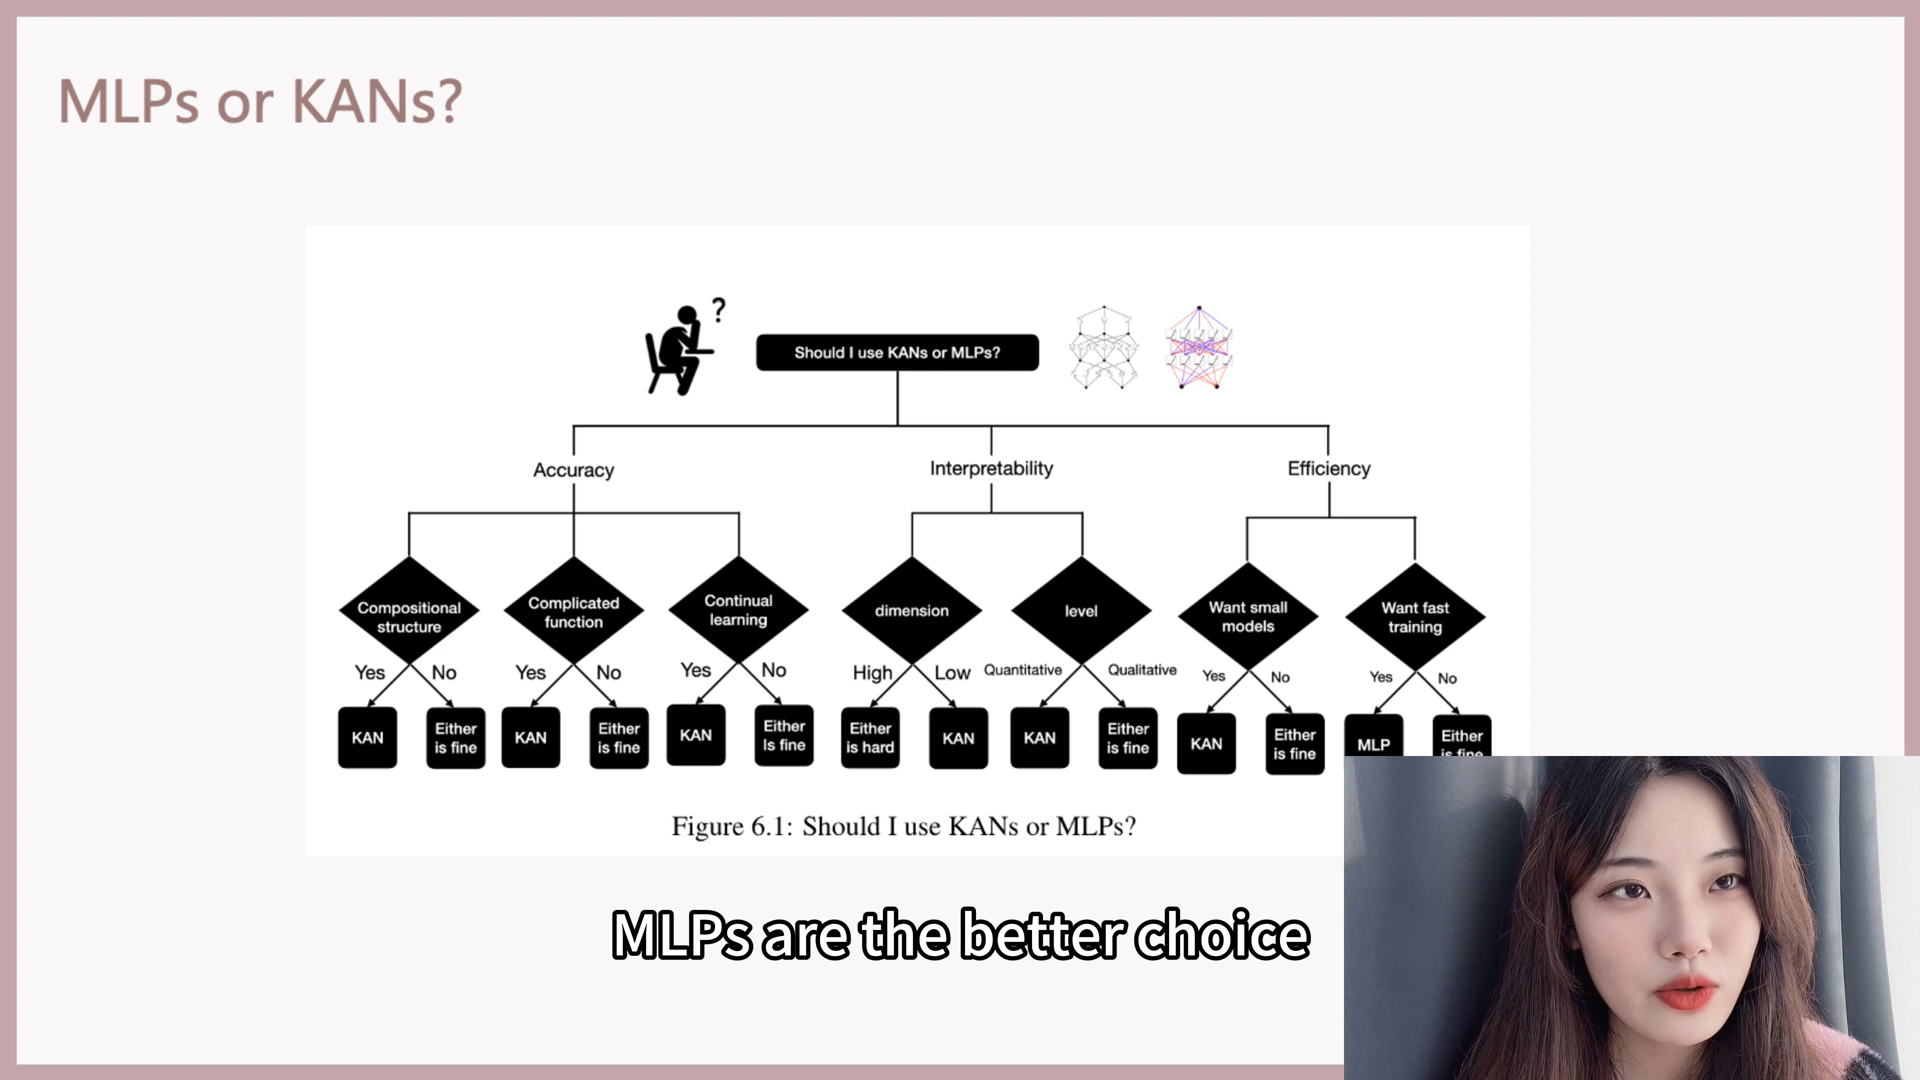 MLPs or KANs?
?
Should I use KANs or MLPs?
Accuracy
Interpretability
Efficiency
Compositional
structure
Complicated
function
Continual
learning
dimension
level
Want small
models
Want fast
training
Yes
No
Yes
No
Yes
No
High
Low
Quantitative
Qualitative
Yes
No
Yes
No
KAN
Either
is fine
KAN
Either
is fine
KAN
Either
Is fine
Either
is hard
KAN
KAN
Either
is fine
KAN
Either
is fine
MLP
Either
is fine
Figure 6.1: Should I use KANs or MLPs?
MLPs are the better choice